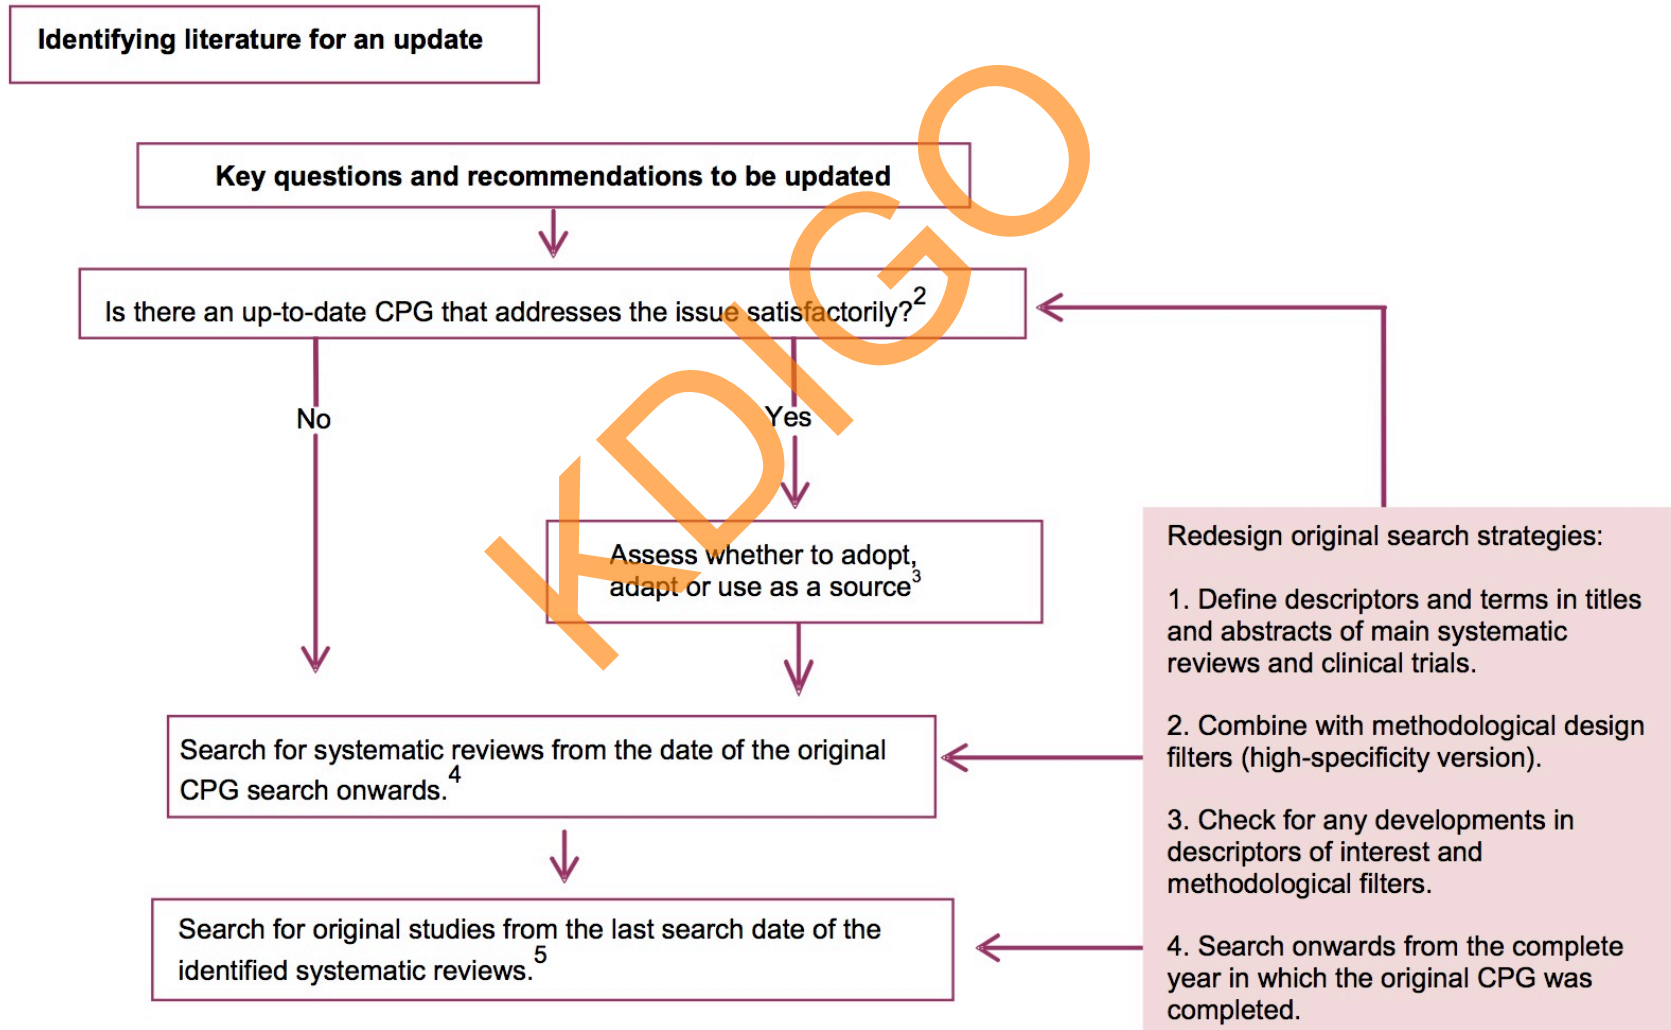 Identifying literature for an update
Key questions and recommendations to be updated
Is there an up-to-date CPG that addresses the issue satisfactorily?2
No
Yes
Assess whether to adopt,
adapt or use as a source3
Search for systematic reviews from the date of the original
CPG search onwards.4
Search for original studies from the last search date of the
identified systematic reviews.5
Redesign original search strategies:
1. Define descriptors and terms in titles
and abstracts of main systematic
reviews and clinical trials.
2. Combine with methodological design
filters (high-specificity version).
3. Check for any developments in
descriptors of interest and
methodological filters.
4. Search onwards from the complete
year in which the original CPG was
completed.
KDIGO